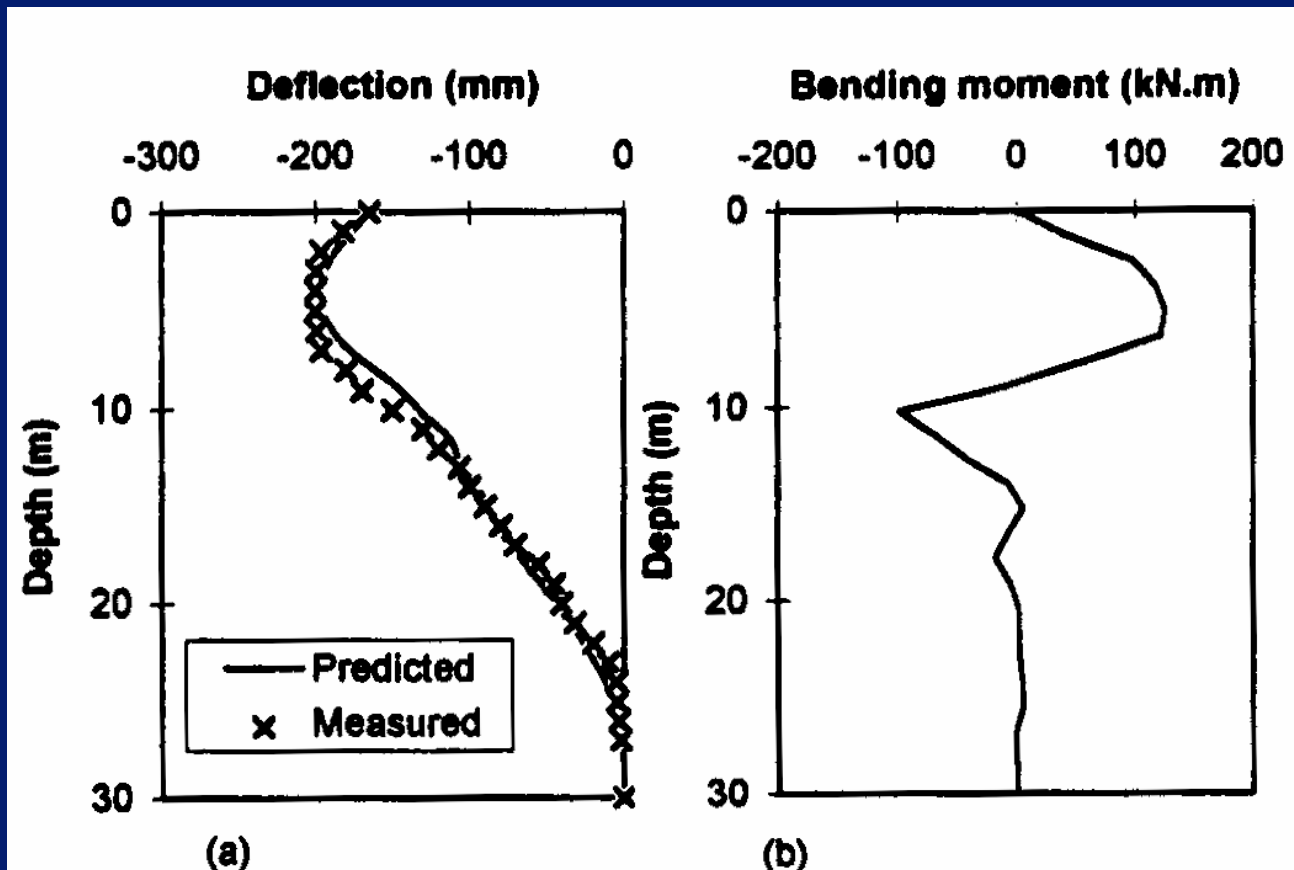 Deflection (mm)
-300 -200 -100 0
0
10
20
30
Depth (m)
Predicted
Measured
(a)
Bending moment (kN.m)
-200 -100 0 100 200
0
10
20
30
Depth (m)
(b)